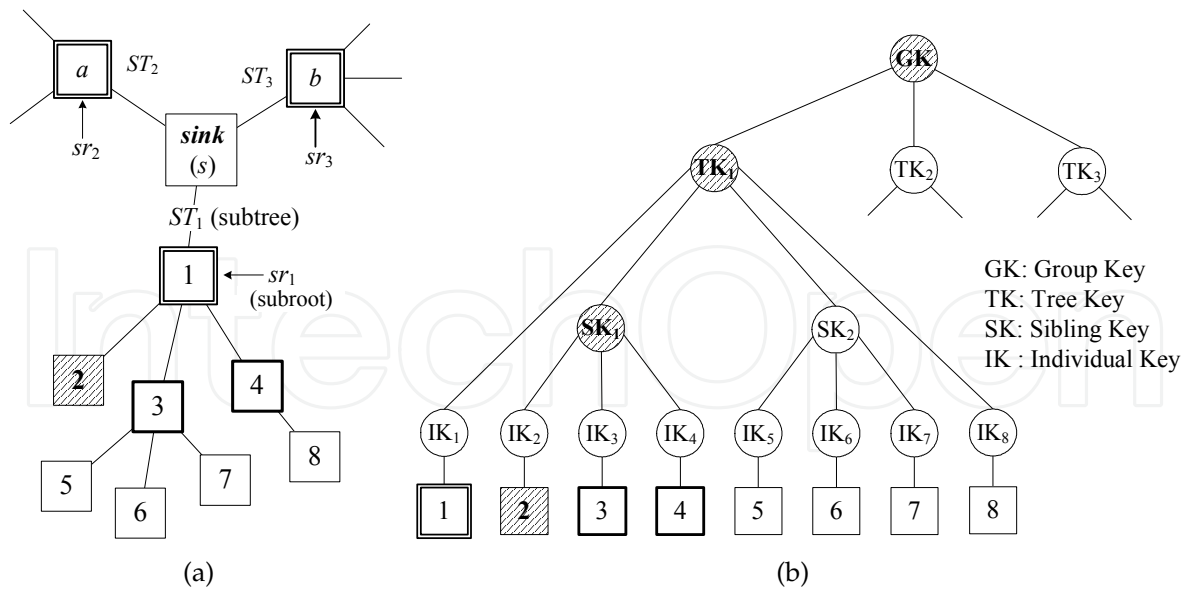 a
ST2
ST3
b
sr2
sink
(s)
sr3
ST1 (subtree)
1
sr1
(subroot)
2
3
4
5
6
7
8
(a)
GK
TK1
TK2
TK3
GK: Group Key
TK: Tree Key
SK: Sibling Key
IK : Individual Key
SK1
SK2
IK1
IK2
IK3
IK4
IK5
IK6
IK7
IK8
1
2
3
4
5
6
7
8
(b)
IntechOpen